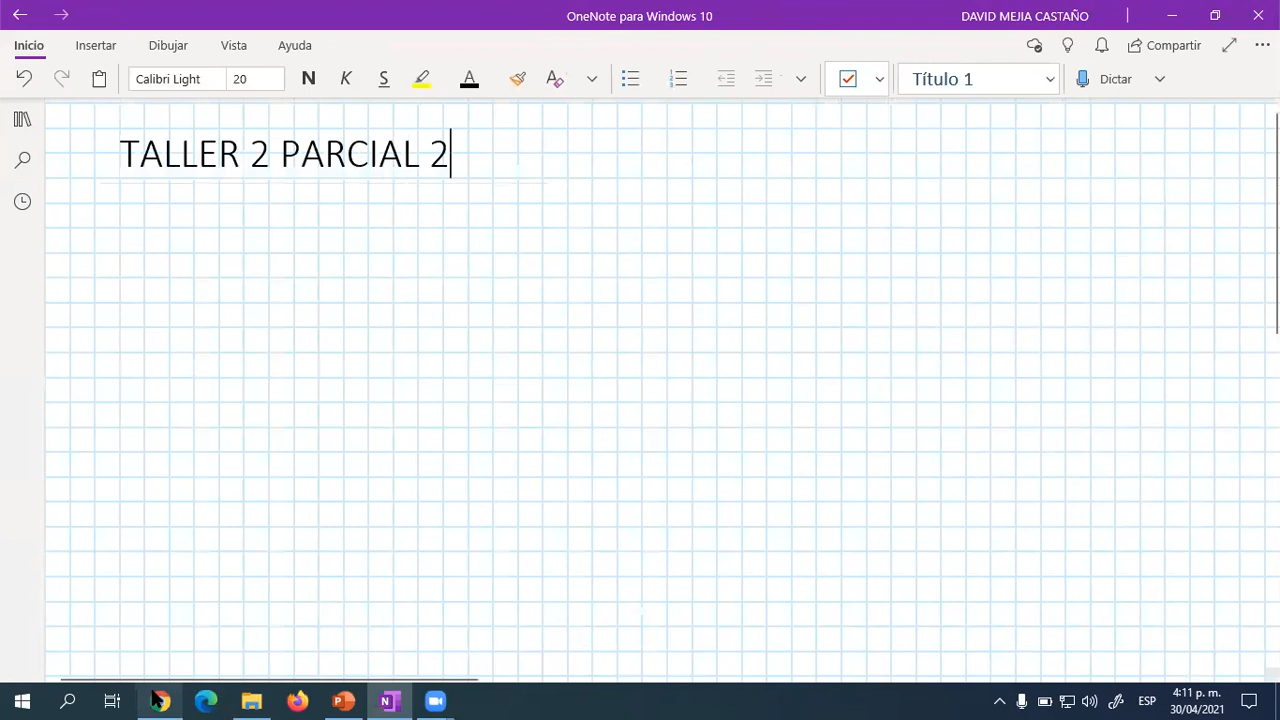 OneNote para Windows 10
DAVID MEJIA CASTAÑO
Inicio Insertar Dibujar Vista Ayuda
Compartir
Calibri Light 20 N K S A Título 1 Dictar
TALLER 2 PARCIAL 2
ESP
4:11 p. m.
30/04/2021